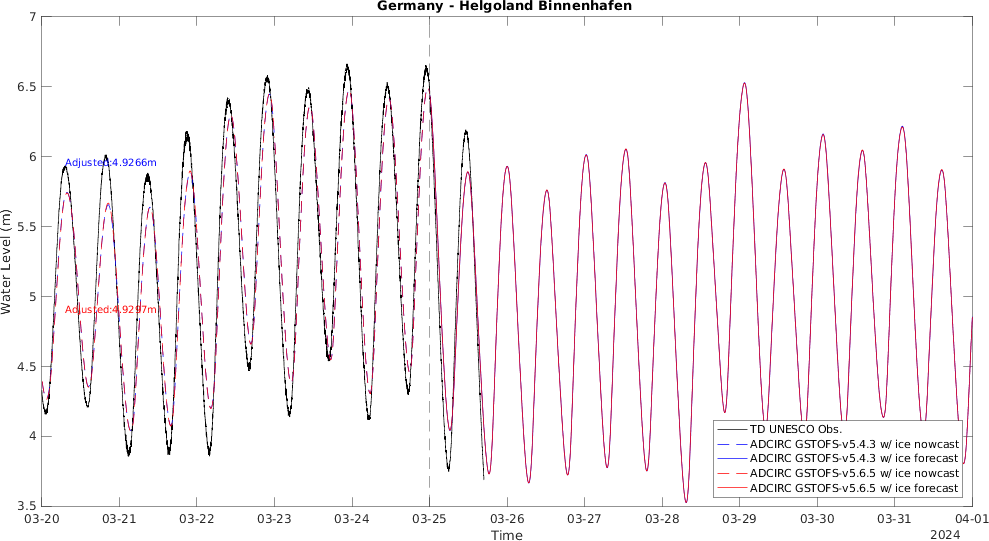 Germany - Helgoland Binnenhafen
7
6.5
6
5.5
5
4.5
4
3.5
Water Level (m)
Adjusted:4.9266m
Adjusted:4.9297m
TD UNESCO Obs.
ADCIRC GSTOFS-v5.4.3 w/ ice nowcast
ADCIRC GSTOFS-v5.4.3 w/ ice forecast
ADCIRC GSTOFS-v5.6.5 w/ ice nowcast
ADCIRC GSTOFS-v5.6.5 w/ ice forecast
03-20 03-21 03-22 03-23 03-24 03-25 03-26 03-27 03-28 03-29 03-30 03-31 04-01
Time
2024